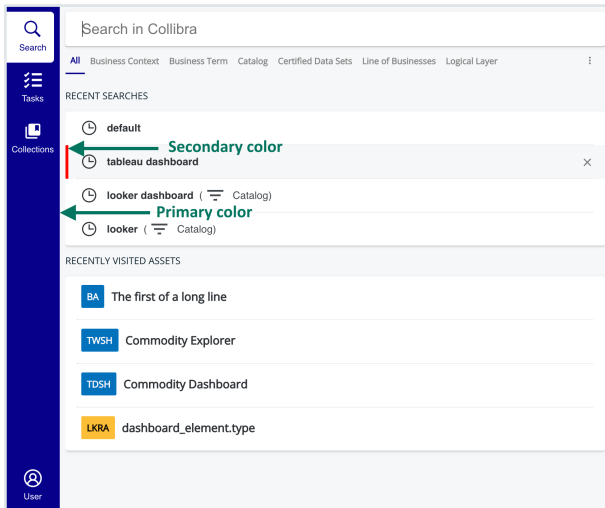 Search
Tasks
Collections
User
Search in Collibra
All Business Context Business Term Catalog Certified Data Sets Line of Businesses Logical Layer
RECENT SEARCHES
default
Secondary color
tableau dashboard
looker dashboard ( Catalog)
Primary color
looker ( Catalog)
RECENTLY VISITED ASSETS
BA The first of a long line
TWSH Commodity Explorer
TDSH Commodity Dashboard
LKRA dashboard_element.type